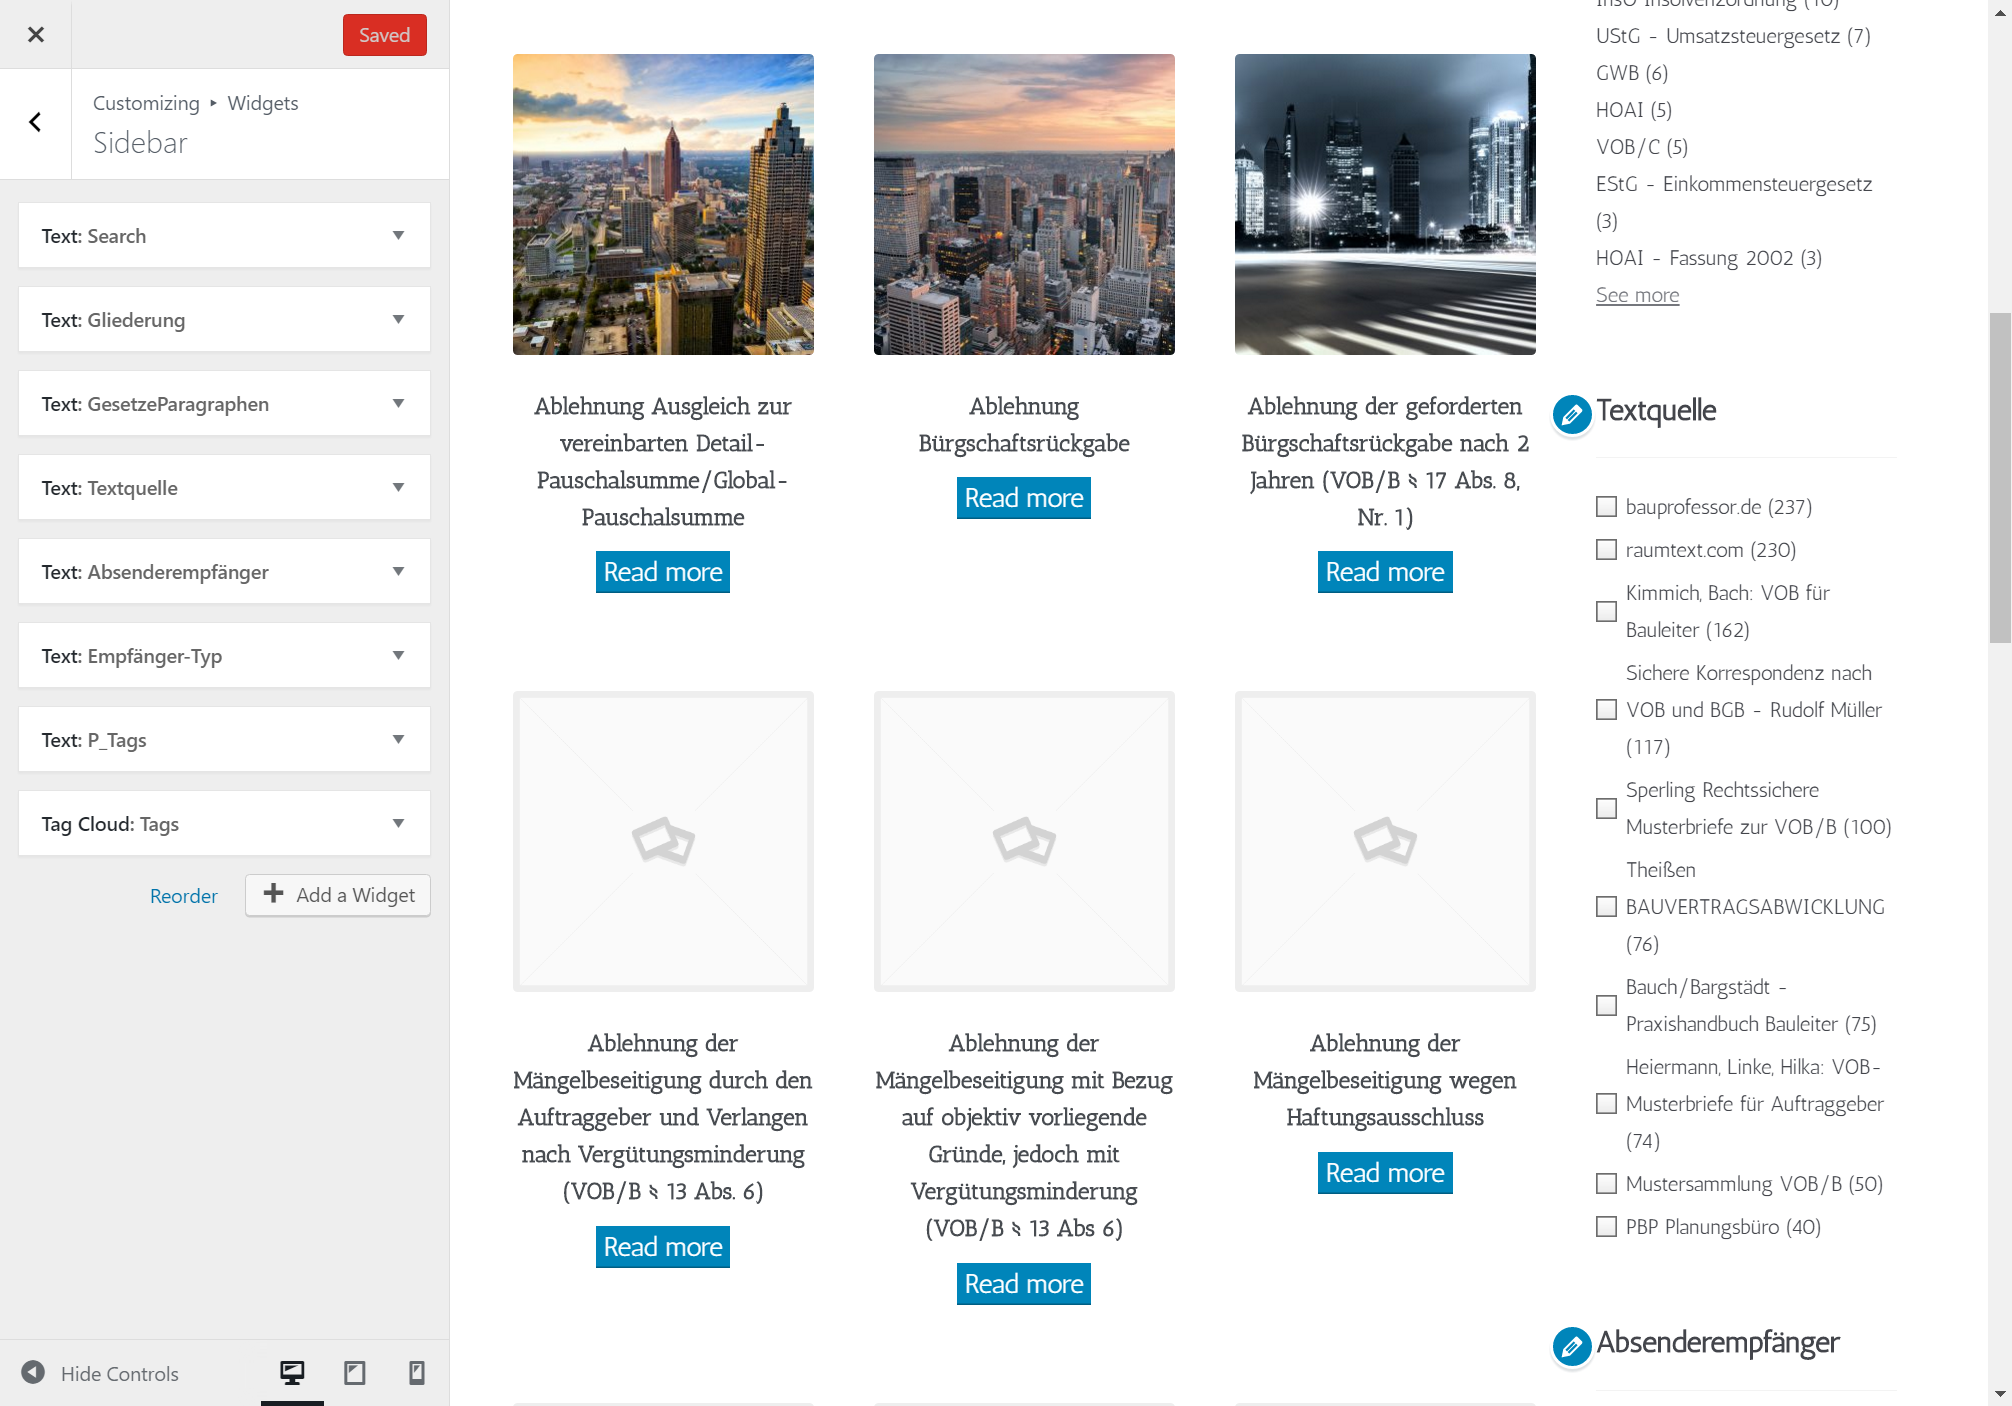 Saved
Customizing ▸ Widgets
Sidebar
Text: Search
Text: Gliederung
Text: GesetzeParagraphen
Text: Textquelle
Text: Absenderempfänger
Text: Empfänger-Typ
Text: P_Tags
Tag Cloud: Tags
Reorder
Add a Widget
Hide Controls
Ablehnung Ausgleich zur
vereinbarten Detail-
Pauschalsumme/Global-
Pauschalsumme
Read more
Ablehnung
Bürgschaftsrückgabe
Read more
Ablehnung der geforderten
Bürgschaftsrückgabe nach 2
Jahren (VOB/B § 17 Abs. 8,
Nr. 1)
Read more
Ablehnung der
Mängelbeseitigung durch den
Auftraggeber und Verlangen
nach Vergütungsminderung
(VOB/B § 13 Abs. 6)
Read more
Ablehnung der
Mängelbeseitigung mit Bezug
auf objektiv vorliegende
Gründe, jedoch mit
Vergütungsminderung
(VOB/B § 13 Abs 6)
Read more
Ablehnung der
Mängelbeseitigung wegen
Haftungsausschluss
Read more
InsO Insolvenzordnung (10)
UStG - Umsatzsteuergesetz (7)
GWB (6)
HOAI (5)
VOB/C (5)
EStG - Einkommensteuergesetz
(3)
HOAI - Fassung 2002 (3)
See more
Textquelle
bauprofessor.de (237)
raumtext.com (230)
Kimmich, Bach: VOB für
Bauleiter (162)
Sichere Korrespondenz nach
VOB und BGB - Rudolf Müller
(117)
Sperling Rechtssichere
Musterbriefe zur VOB/B (100)
Theißen
BAUVERTRAGSABWICKLUNG
(76)
Bauch/Bargstädt -
Praxishandbuch Bauleiter (75)
Heiermann, Linke, Hilka: VOB-
Musterbriefe für Auftraggeber
(74)
Mustersammlung VOB/B (50)
PBP Planungsbüro (40)
Absenderempfänger